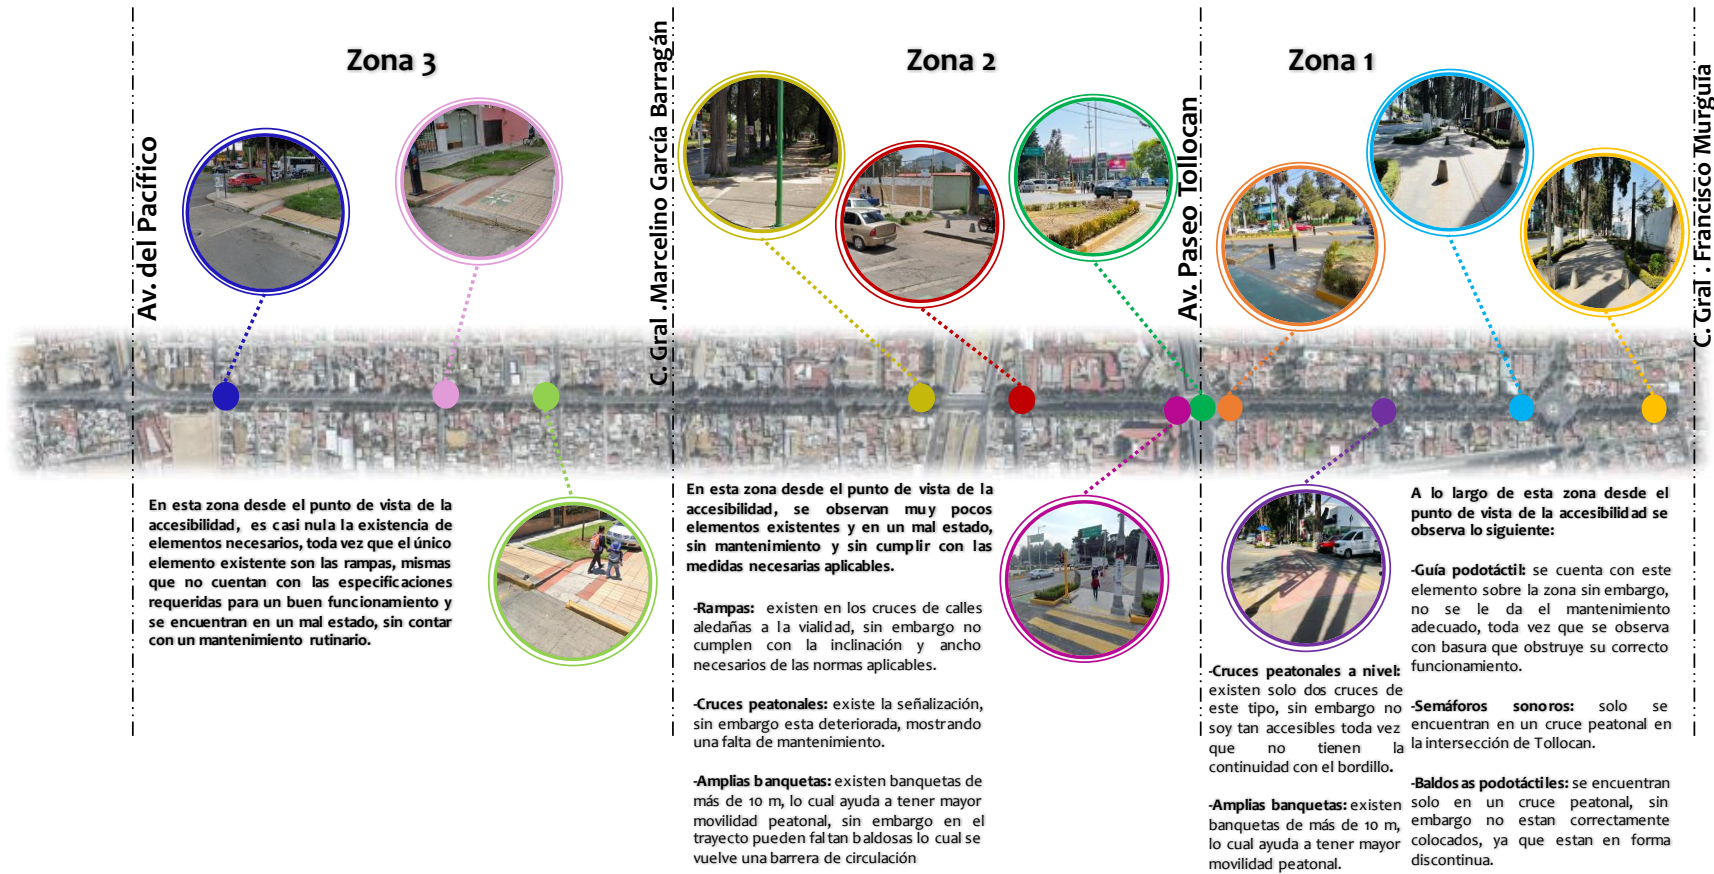 Zona 3
Zona 2
Zona 1
Av. del Pacífico
C. Gral .Marcelino García Barragán
Av. Paseo Tollocan
C. Gral . Francisco Murguía
En esta zona desde el punto de vista de la
accesibilidad, es casi nula la existencia de
elementos necesarios, toda vez que el único
elemento existente son las rampas, mismas
que no cuentan con las especificaciones
requeridas para un buen funcionamiento y
se encuentran en un mal estado, sin contar
con un mantenimiento rutinario.
En esta zona desde el punto de vista de la
accesibilidad, se observan muy pocos
elementos existentes y en un mal estado,
sin mantenimiento y sin cumplir con las
medidas necesarias aplicables.
-Rampas: existen en los cruces de calles
aledañas a la vialidad, sin embargo no
cumplen con la inclinación y ancho
necesarios de las normas aplicables.
-Cruces peatonales: existe la señalización,
sin embargo esta deteriorada, mostrando
una falta de mantenimiento.
-Amplias banquetas: existen banquetas de
más de 10 m, lo cual ayuda a tener mayor
movilidad peatonal, sin embargo en el
trayecto pueden faltan baldosas lo cual se
vuelve una barrera de circulación
-Cruces peatonales a nivel:
existen solo dos cruces de
este tipo, sin embargo no
soy tan accesibles toda vez
que no tienen la
continuidad con el bordillo.
-Amplias banquetas: existen
banquetas de más de 10 m,
lo cual ayuda a tener mayor
movilidad peatonal.
A lo largo de esta zona desde el
punto de vista de la accesibilidad se
observa lo siguiente:
-Guía podotáctil: se cuenta con este
elemento sobre la zona sin embargo,
no se le da el mantenimiento
adecuado, toda vez que se observa
con basura que obstruye su correcto
funcionamiento.
-Semáforos sonoros: solo se
encuentran en un cruce peatonal en
la intersección de Tollocan.
-Baldosas podotáctiles: se encuentran
solo en un cruce peatonal, sin
embargo no estan correctamente
colocados, ya que estan en forma
discontinua.